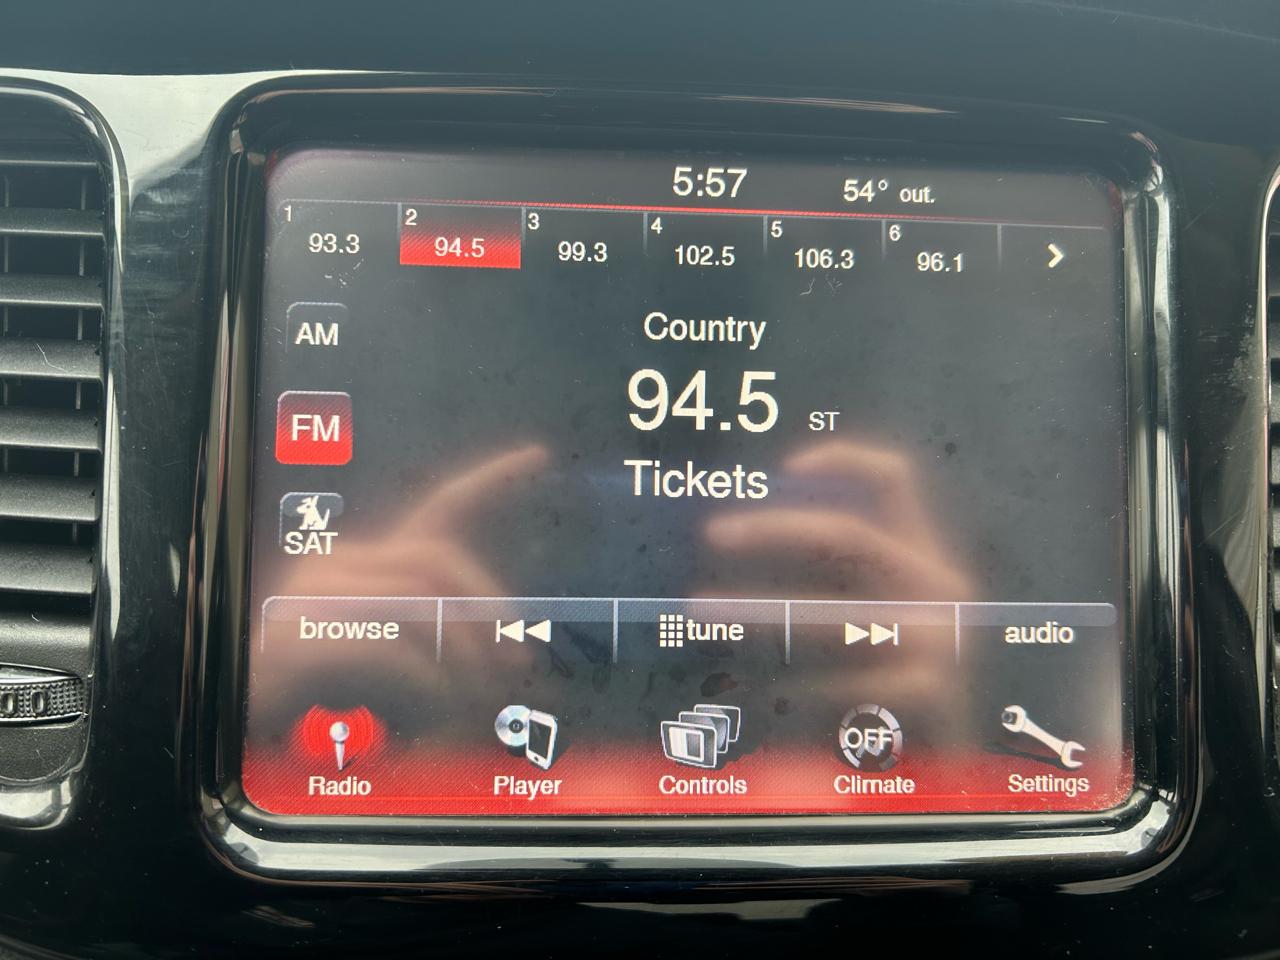 5:57 54° out.
1 2 3 4 5 6
93.3 94.5 99.3 102.5 106.3 96.1
AM
Country
FM
94.5 ST
Tickets
SAT
browse tune audio
OFF
Radio Player Controls Climate Settings